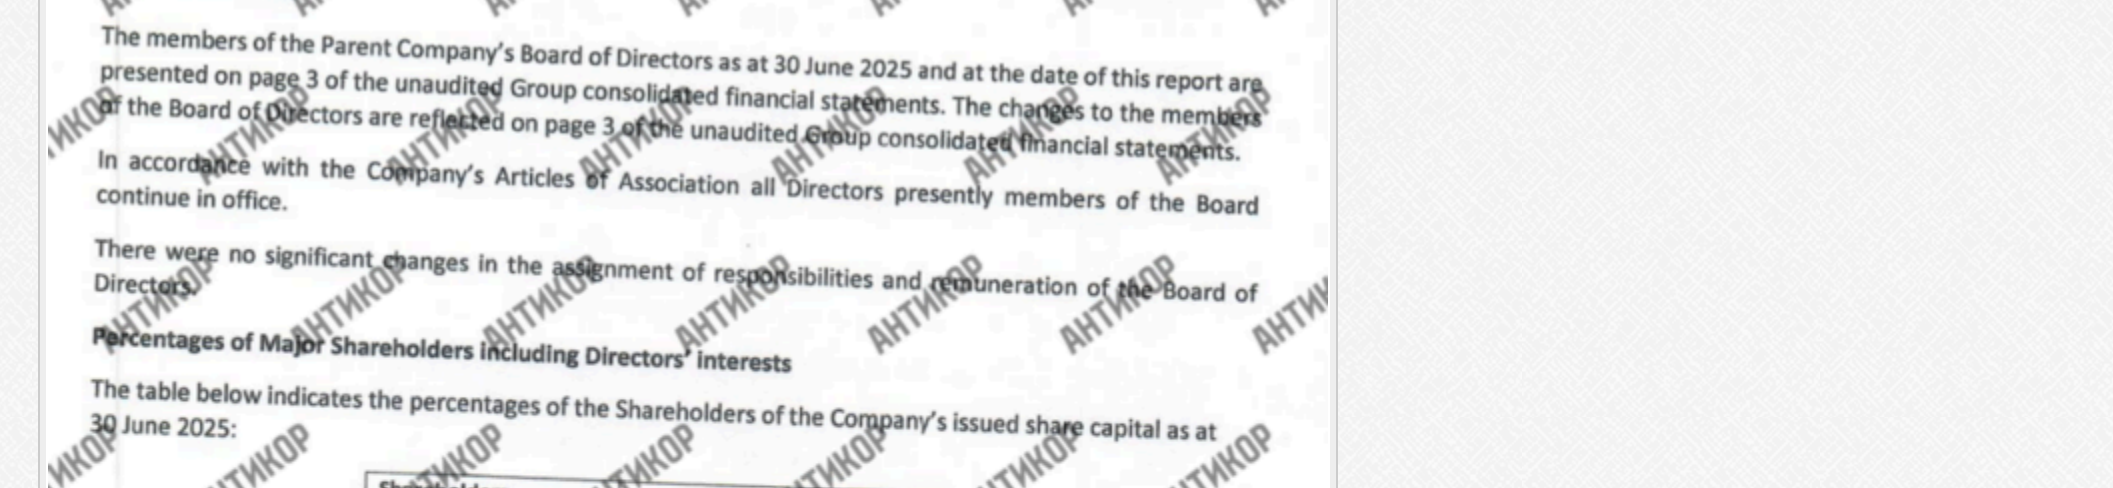 The members of the Parent Company's Board of Directors as at 30 June 2025 and at the date of this report are
presented on page 3 of the unaudited Group consolidated financial statements. The changes to the members
of the Board of Directors are reflected on page 3 of the unaudited Group consolidated financial statements.
In accordance with the Company's Articles of Association all Directors presently members of the Board
continue in office.
There were no significant changes in the assignment of responsibilities and remuneration of the Board of
Directors.
Percentages of Major Shareholders including Directors' interests
The table below indicates the percentages of the Shareholders of the Company's issued share capital as at
30 June 2025:
АНТИКОР